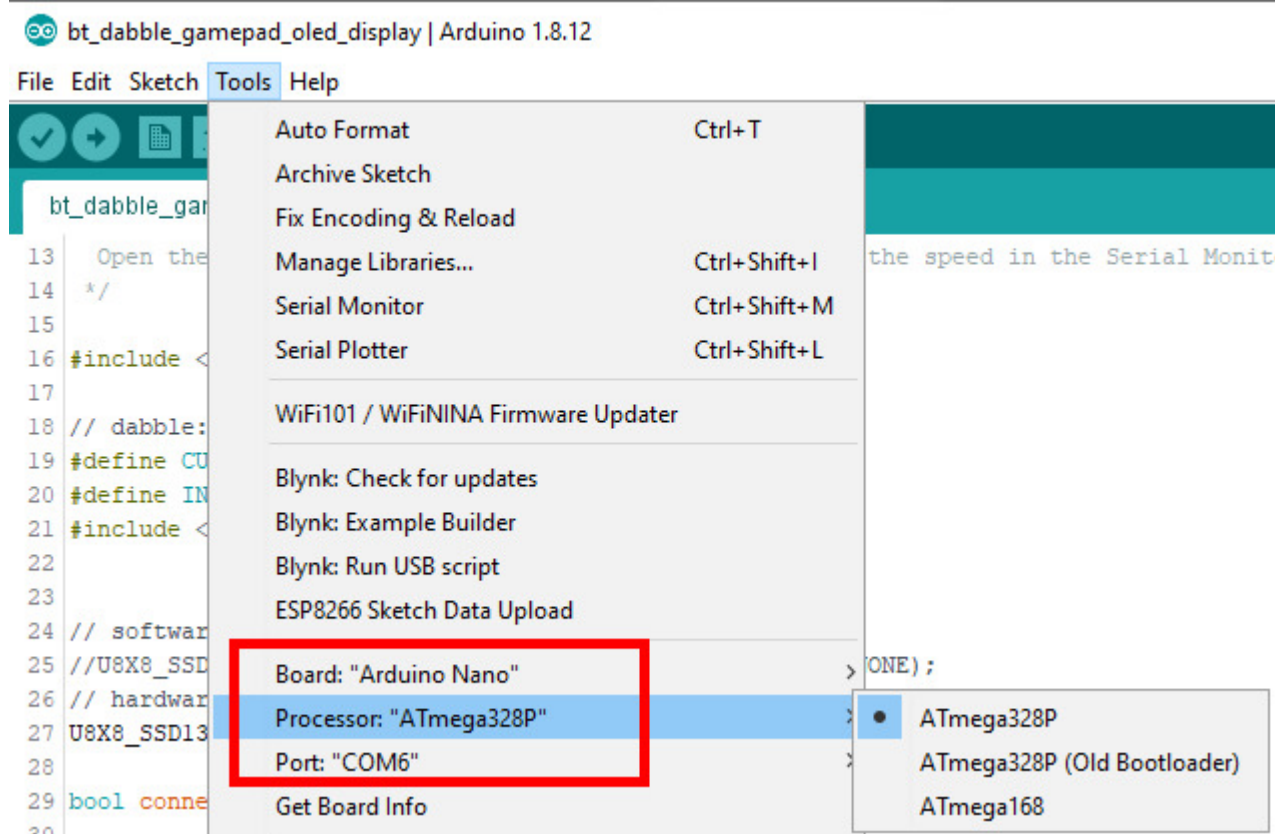 bt_dabble_gamepad_oled_display | Arduino 1.8.12
File Edit Sketch Tools Help
Auto Format Ctrl+T
Archive Sketch
bt_dabble_gar
Fix Encoding & Reload
13 Open the
Manage Libraries... Ctrl+Shift+I
the speed in the Serial Monit
14 */
Serial Monitor Ctrl+Shift+M
15
Serial Plotter Ctrl+Shift+L
16 #include <
17
WiFi101 / WiFiNINA Firmware Updater
18 // dabble:
19 #define CU
Blynk: Check for updates
20 #define IN
Blynk: Example Builder
21 #include <
22
Blynk: Run USB script
23
ESP8266 Sketch Data Upload
24 // softwar
25 //U8X8_SSD
Board: "Arduino Nano"
ONE);
26 // hardwar
Processor: "ATmega328P"
ATmega328P
27 U8X8_SSD13
28
Port: "COM6"
ATmega328P (Old Bootloader)
29 bool conne
Get Board Info
ATmega168
30